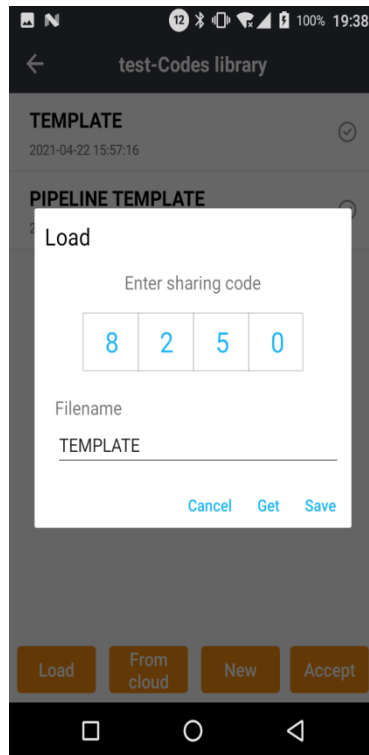 12 100% 19:38
test-Codes library
TEMPLATE
2021-04-22 15:57:16
PIPELINE TEMPLATE
2
Load
Enter sharing code
8 2 5 0
Filename
TEMPLATE
Cancel Get Save
Load From cloud New Accept